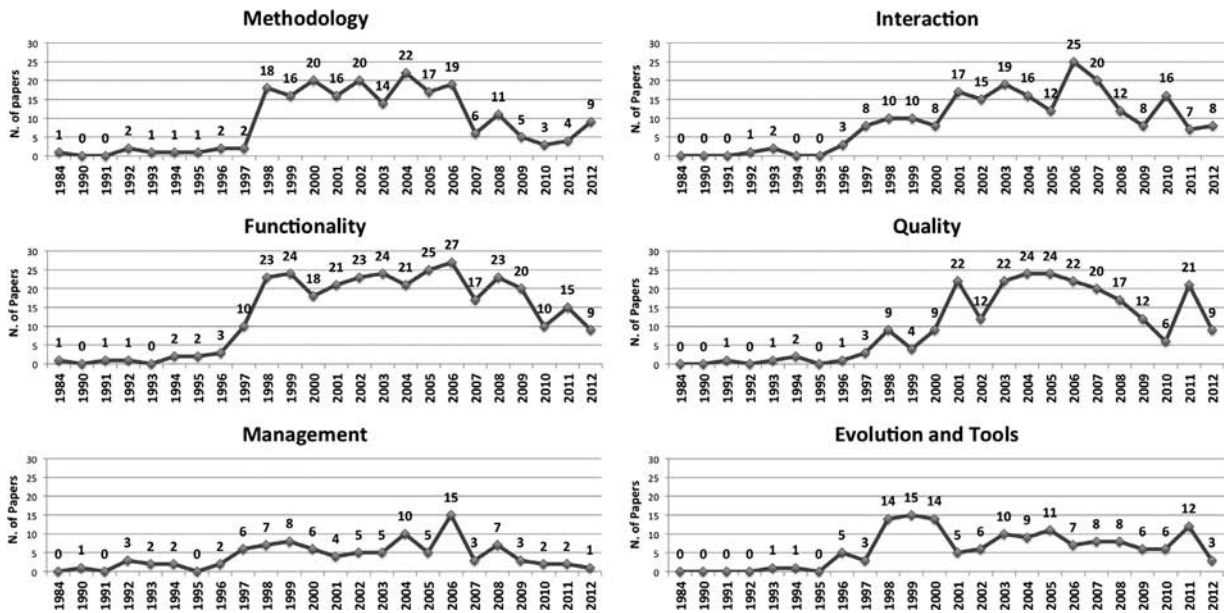 Methodology
N. of papers
30
25
20
15
10
5
0
1 0 0 2 1 1 1 2 2 18 16 20 16 20 14 22 17 19 6 11 5 3 4 9
1984 1990 1991 1992 1993 1994 1995 1996 1997 1998 1999 2000 2001 2002 2003 2004 2005 2006 2007 2008 2009 2010 2011 2012
Interaction
N. of Papers
30
25
20
15
10
5
0
0 0 0 1 2 0 0 3 8 10 10 8 17 15 19 16 12 25 20 12 8 16 7 8
1984 1990 1991 1992 1993 1994 1995 1996 1997 1998 1999 2000 2001 2002 2003 2004 2005 2006 2007 2008 2009 2010 2011 2012
Functionality
N. of Papers
30
25
20
15
10
5
0
1 0 1 1 0 2 2 3 10 23 24 18 21 23 24 21 25 27 17 23 20 10 15 9
1984 1990 1991 1992 1993 1994 1995 1996 1997 1998 1999 2000 2001 2002 2003 2004 2005 2006 2007 2008 2009 2010 2011 2012
Quality
N. of Papers
30
25
20
15
10
5
0
0 0 1 0 1 2 0 1 3 9 4 9 22 12 22 24 24 22 20 17 12 6 21 9
1984 1990 1991 1992 1993 1994 1995 1996 1997 1998 1999 2000 2001 2002 2003 2004 2005 2006 2007 2008 2009 2010 2011 2012
Management
N. of Papers
30
25
20
15
10
5
0
0 1 0 3 2 2 0 2 6 7 8 6 4 5 5 10 5 15 3 7 3 2 2 1
1984 1990 1991 1992 1993 1994 1995 1996 1997 1998 1999 2000 2001 2002 2003 2004 2005 2006 2007 2008 2009 2010 2011 2012
Evolution and Tools
N. of Papers
30
25
20
15
10
5
0
0 0 0 0 1 1 0 5 3 14 15 14 5 6 10 9 11 7 8 8 6 6 12 3
1984 1990 1991 1992 1993 1994 1995 1996 1997 1998 1999 2000 2001 2002 2003 2004 2005 2006 2007 2008 2009 2010 2011 2012